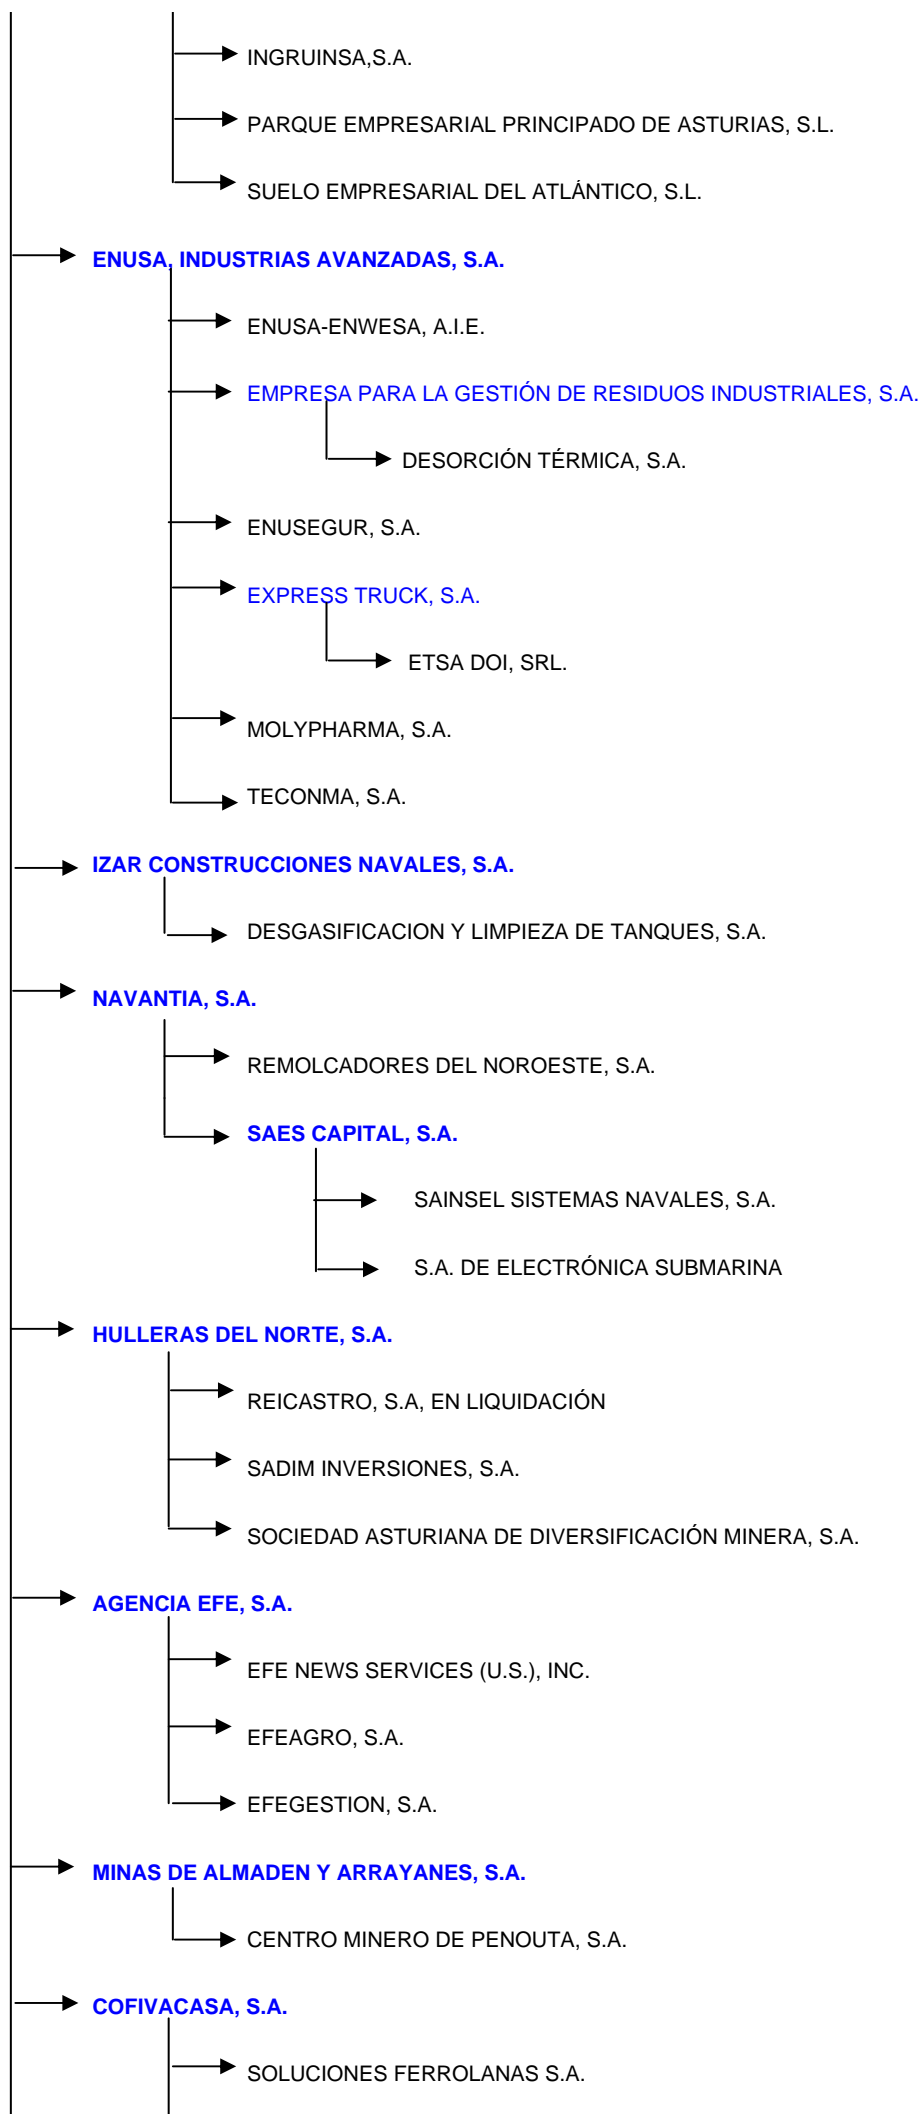 INGRUINSA,S.A.
PARQUE EMPRESARIAL PRINCIPADO DE ASTURIAS, S.L.
SUELO EMPRESARIAL DEL ATLÁNTICO, S.L.
ENUSA, INDUSTRIAS AVANZADAS, S.A.
ENUSA-ENWESA, A.I.E.
EMPRESA PARA LA GESTIÓN DE RESIDUOS INDUSTRIALES, S.A.
DESORCIÓN TÉRMICA, S.A.
ENUSEGUR, S.A.
EXPRESS TRUCK, S.A.
ETSA DOI, SRL.
MOLYPHARMA, S.A.
TECONMA, S.A.
IZAR CONSTRUCCIONES NAVALES, S.A.
DESGASIFICACION Y LIMPIEZA DE TANQUES, S.A.
NAVANTIA, S.A.
REMOLCADORES DEL NOROESTE, S.A.
SAES CAPITAL, S.A.
SAINSEL SISTEMAS NAVALES, S.A.
S.A. DE ELECTRÓNICA SUBMARINA
HULLERAS DEL NORTE, S.A.
REICASTRO, S.A, EN LIQUIDACIÓN
SADIM INVERSIONES, S.A.
SOCIEDAD ASTURIANA DE DIVERSIFICACIÓN MINERA, S.A.
AGENCIA EFE, S.A.
EFE NEWS SERVICES (U.S.), INC.
EFEAGRO, S.A.
EFEGESTION, S.A.
MINAS DE ALMADEN Y ARRAYANES, S.A.
CENTRO MINERO DE PENOUTA, S.A.
COFIVACASA, S.A.
SOLUCIONES FERROLANAS S.A.